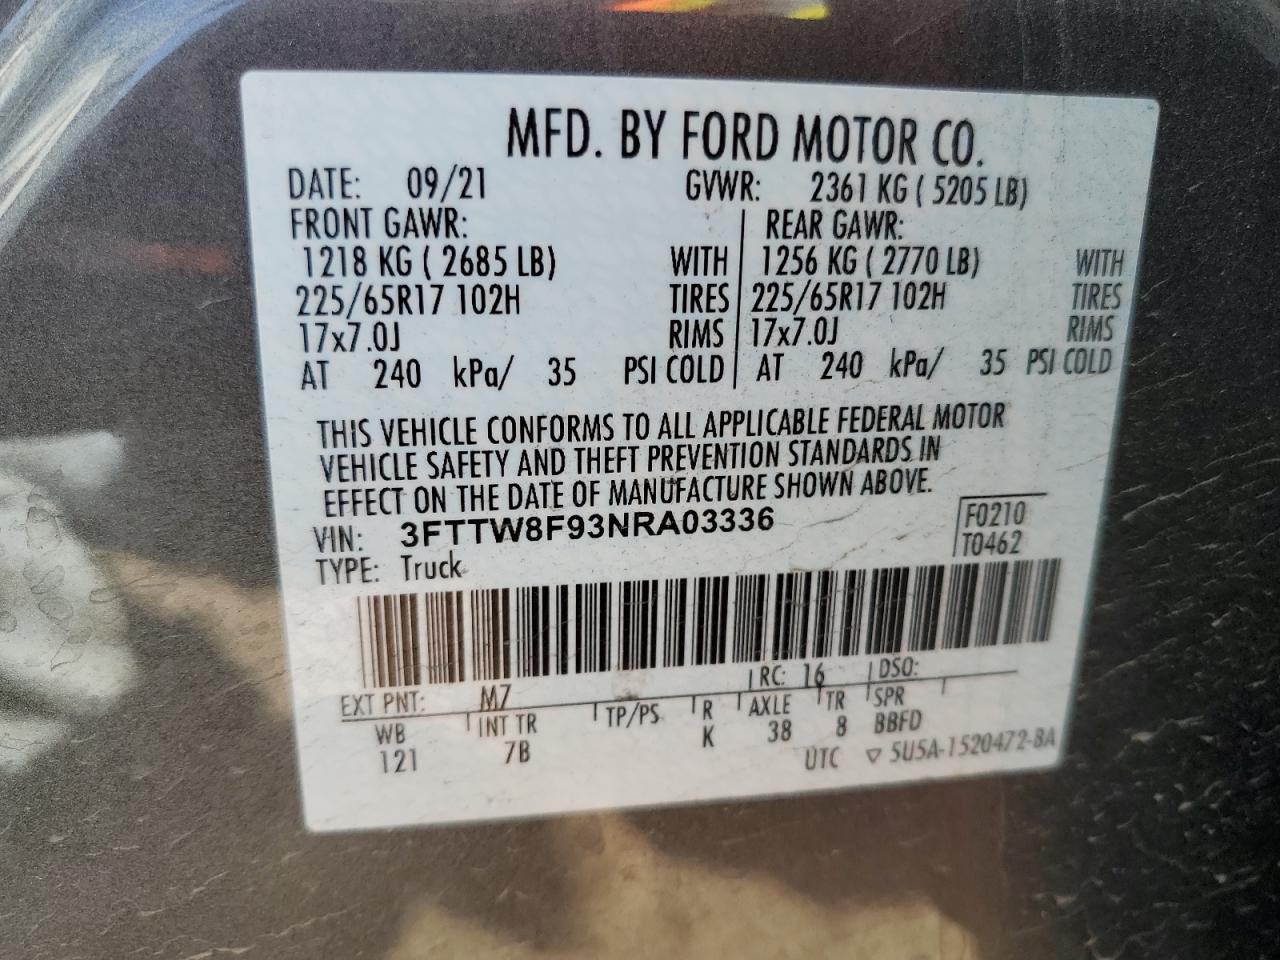 MFD. BY FORD MOTOR CO.
DATE: 09/21 GVWR: 2361 KG ( 5205 LB)
FRONT GAWR: REAR GAWR:
1218 KG ( 2685 LB) WITH 1256 KG ( 2770 LB) WITH
225/65R17 102H TIRES 225/65R17 102H TIRES
17x7.0J RIMS 17x7.0J RIMS
AT 240 kPa/ 35 PSI COLD AT 240 kPa/ 35 PSI COLD
THIS VEHICLE CONFORMS TO ALL APPLICABLE FEDERAL MOTOR
VEHICLE SAFETY AND THEFT PREVENTION STANDARDS IN
EFFECT ON THE DATE OF MANUFACTURE SHOWN ABOVE.
VIN: 3FTTW8F93NRA03336 F0210
TYPE: Truck T0462
EXT PNT: M7 RC: 16 DSO:
WB INT TR TP/PS R AXLE TR SPR
121 7B K 38 8 BBFD
UTC ▽ 5U5A-1520472-BA